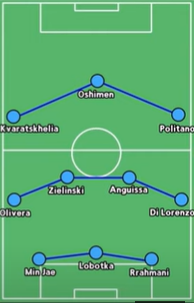 Oshimen
Kvaratskhelia
Politano
Zielinski
Anguissa
Olivera
Di Lorenzo
Min Jae
Lobotka
Rrahmani